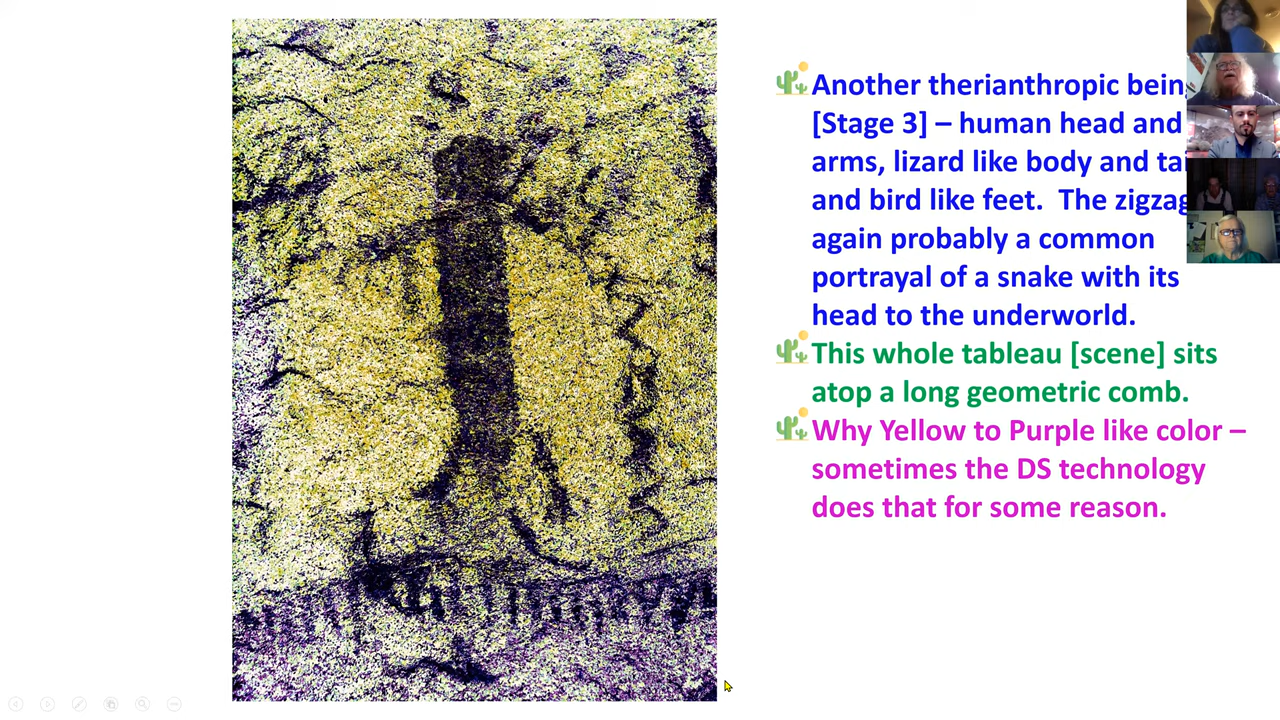 Another therianthropic being
[Stage 3] – human head and
arms, lizard like body and tai
and bird like feet. The zigzag
again probably a common
portrayal of a snake with its
head to the underworld.
This whole tableau [scene] sits
atop a long geometric comb.
Why Yellow to Purple like color –
sometimes the DS technology
does that for some reason.